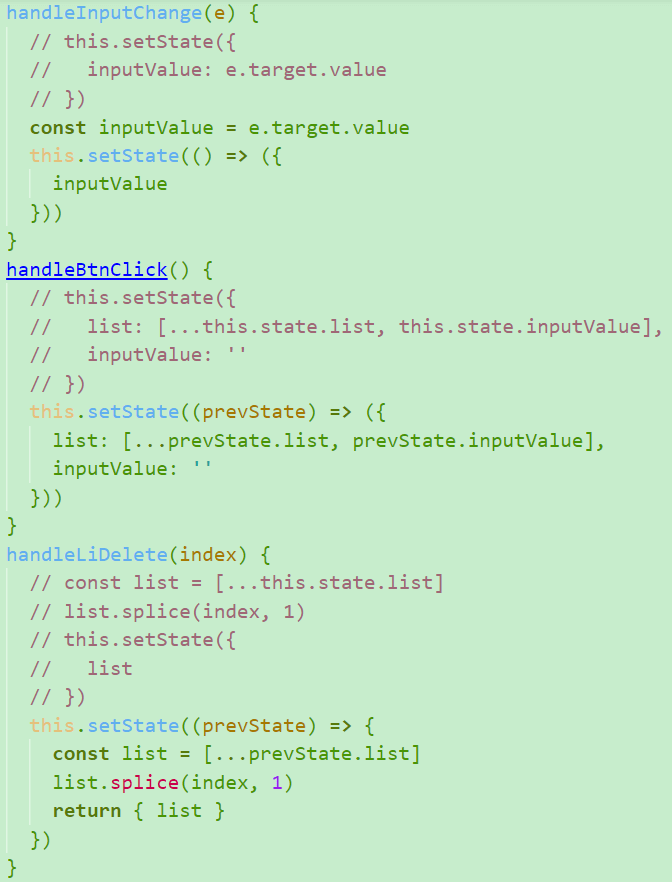 handleInputChange(e) {
  // this.setState({
  //   inputValue: e.target.value
  // })
  const inputValue = e.target.value
  this.setState(() => ({
    inputValue
  }))
}
handleBtnClick() {
  // this.setState({
  //   list: [...this.state.list, this.state.inputValue],
  //   inputValue: ''
  // })
  this.setState((prevState) => ({
    list: [...prevState.list, prevState.inputValue],
    inputValue: ''
  }))
}
handleLiDelete(index) {
  // const list = [...this.state.list]
  // list.splice(index, 1)
  // this.setState({
  //   list
  // })
  this.setState((prevState) => {
    const list = [...prevState.list]
    list.splice(index, 1)
    return { list }
  })
}